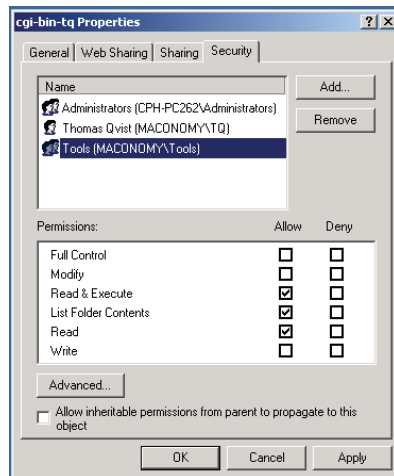 cgi-bin-tq Properties
General Web Sharing Sharing Security
Name
Add...
Administrators (CPH-PC262\Administrators)
Thomas Qvist (MACONOMY\TQ)
Remove
Tools (MACONOMY\Tools)
Permissions: Allow Deny
Full Control
Modify
Read & Execute
List Folder Contents
Read
Write
Advanced...
Allow inheritable permissions from parent to propagate to this
object
OK Cancel Apply